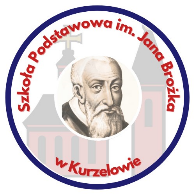 Szkoła Podstawowa im. Jana Brożka
w Kurzelowie